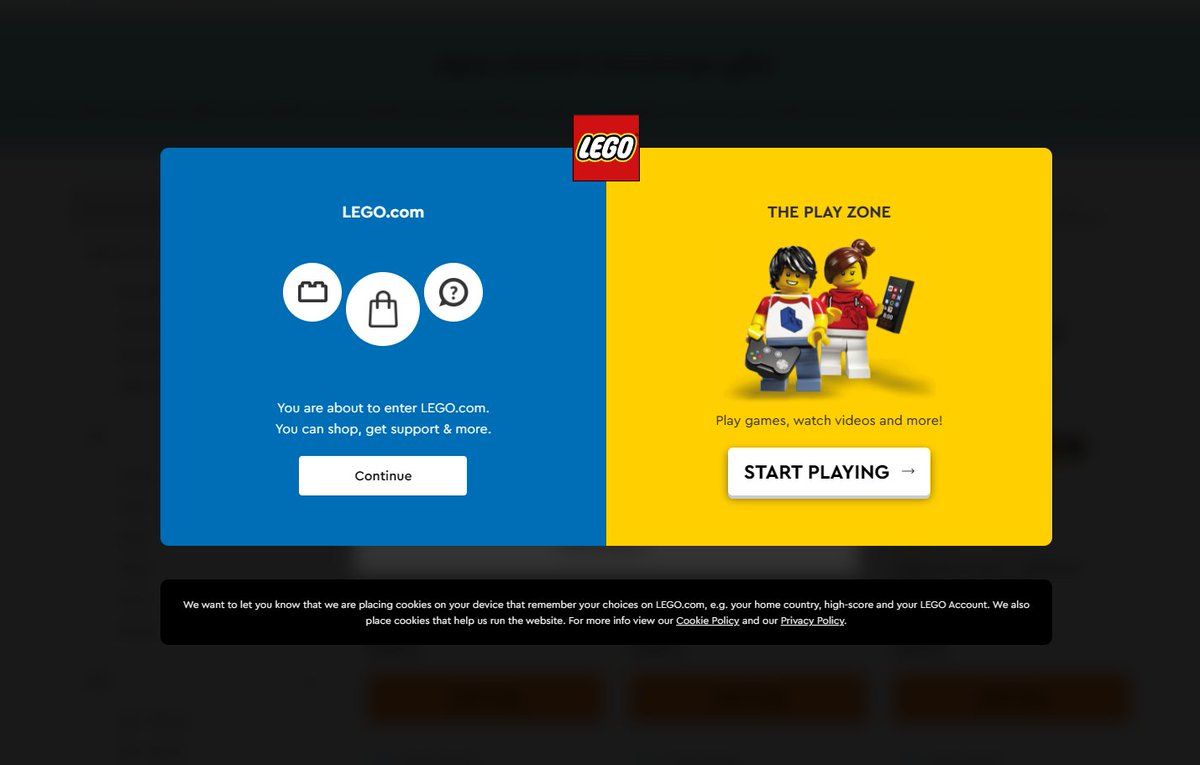 LEGO
LEGO.com
You are about to enter LEGO.com.
You can shop, get support & more.
Continue
THE PLAY ZONE
Play games, watch videos and more!
START PLAYING →
We want to let you know that we are placing cookies on your device that remember your choices on LEGO.com, e.g. your home country, high-score and your LEGO Account. We also
place cookies that help us run the website. For more info view our Cookie Policy and our Privacy Policy.